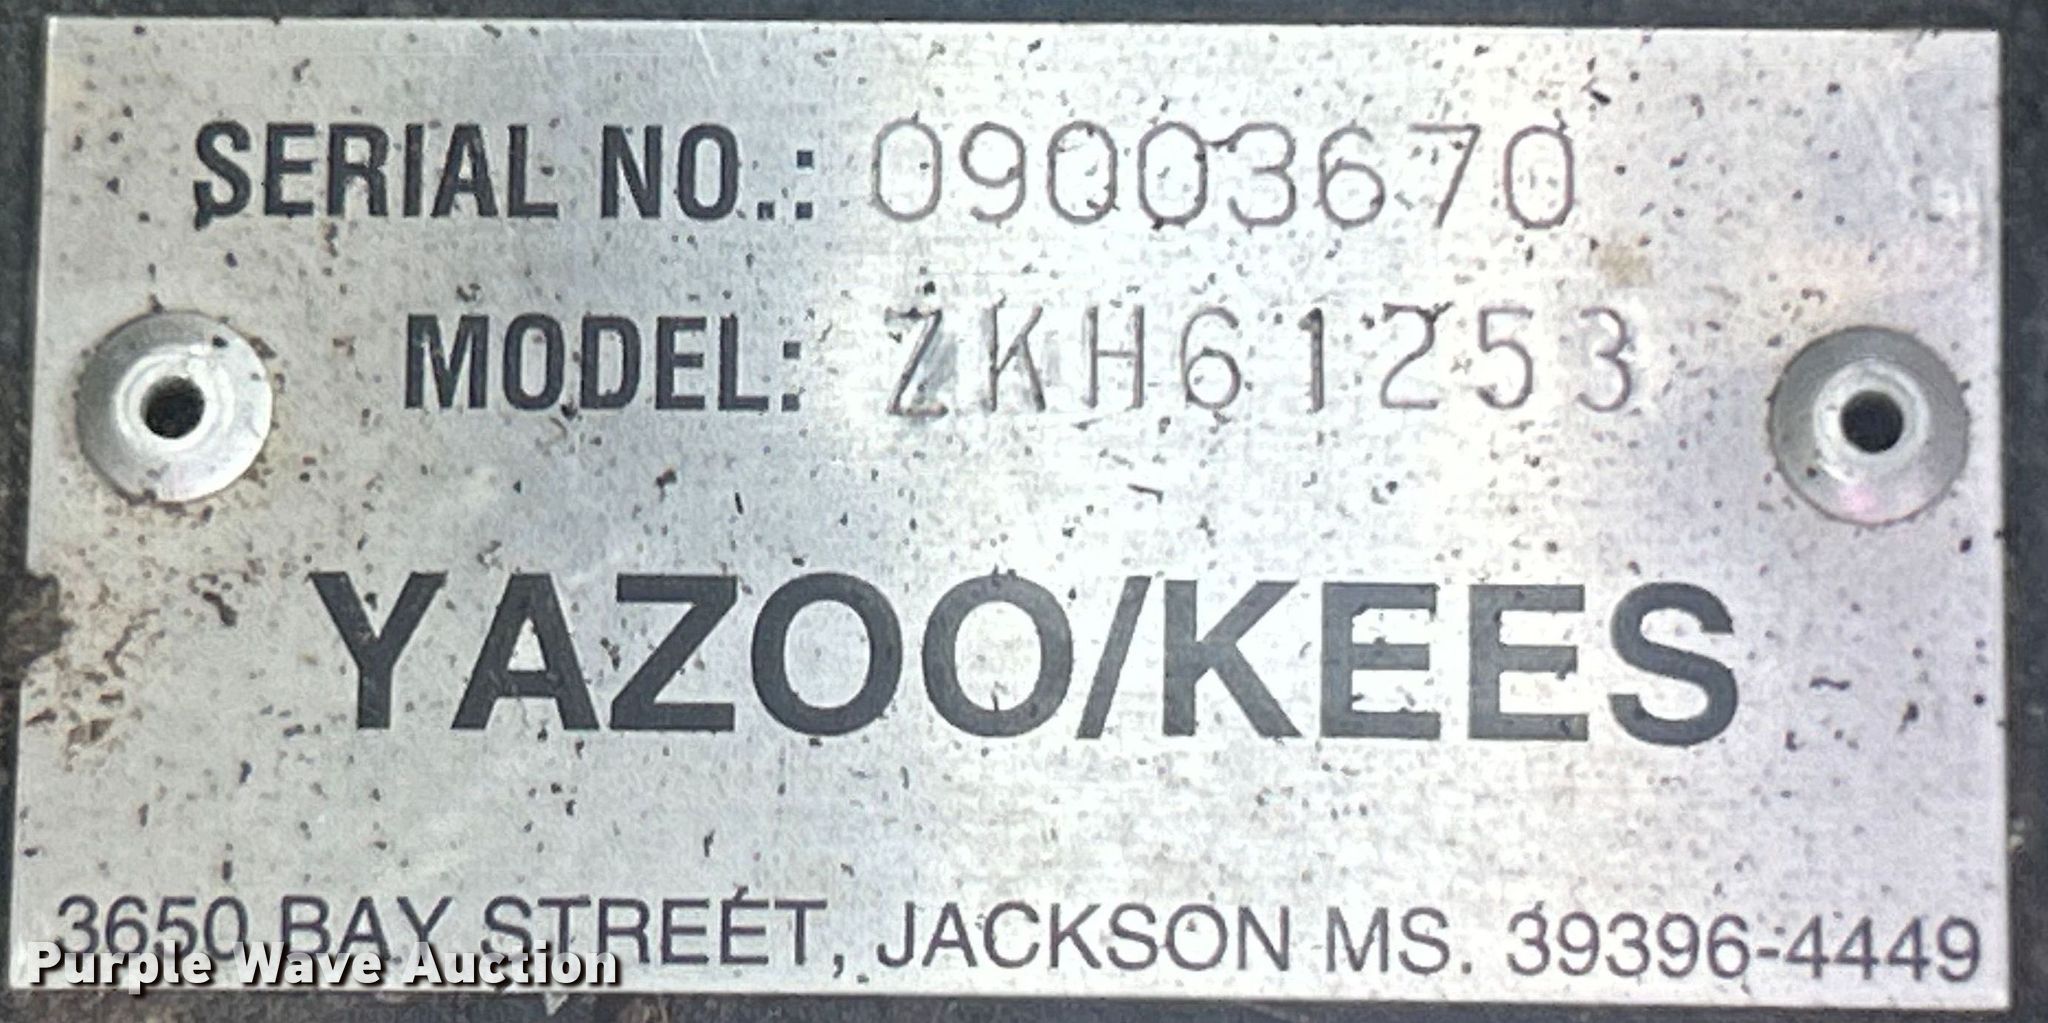 SERIAL NO.: 09003670
MODEL: ZKH61253
YAZOO/KEES
3650 BAY STREET, JACKSON MS. 39396-4449
Purple Wave Auction